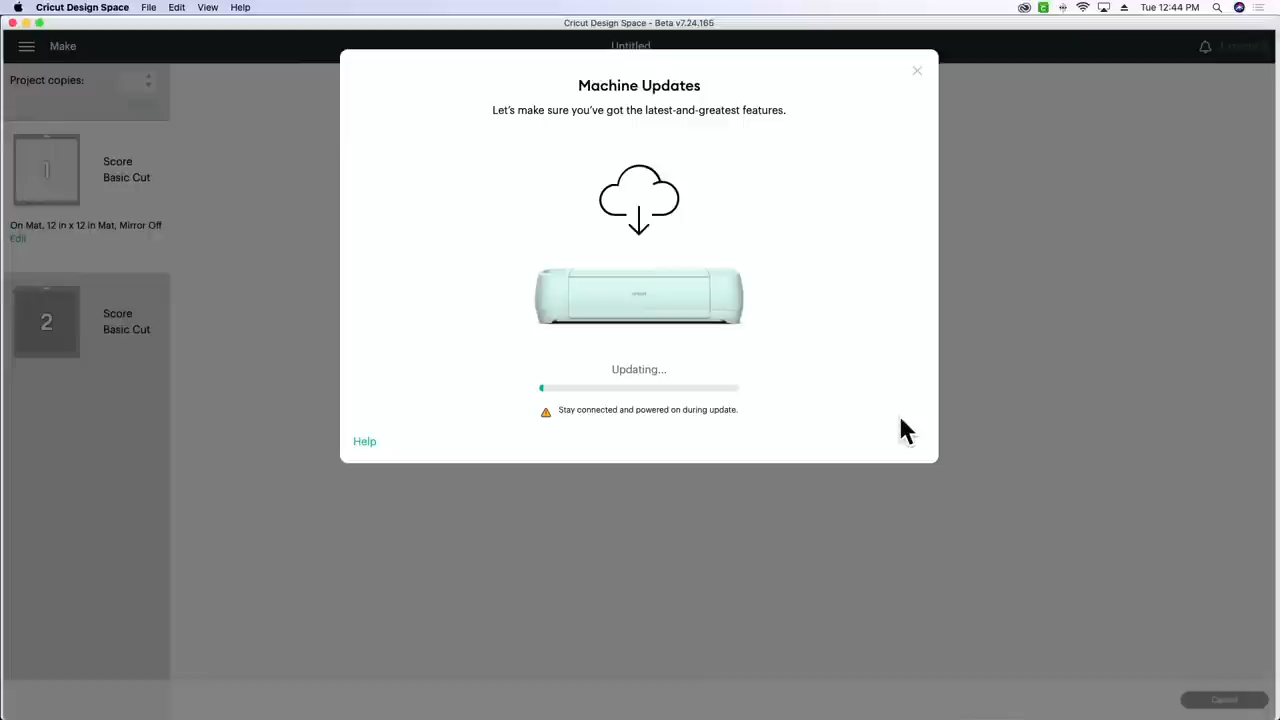 Cricut Design Space File Edit View Help
Tue 12:44 PM
Cricut Design Space - Beta v7.24.165
Make
Untitled
Project copies:
1
Score
Basic Cut
On Mat, 12 in x 12 in Mat, Mirror Off
Edit
2
Score
Basic Cut
Machine Updates
Let's make sure you've got the latest-and-greatest features.
cricut
Updating...
Stay connected and powered on during update.
Help
Cancel